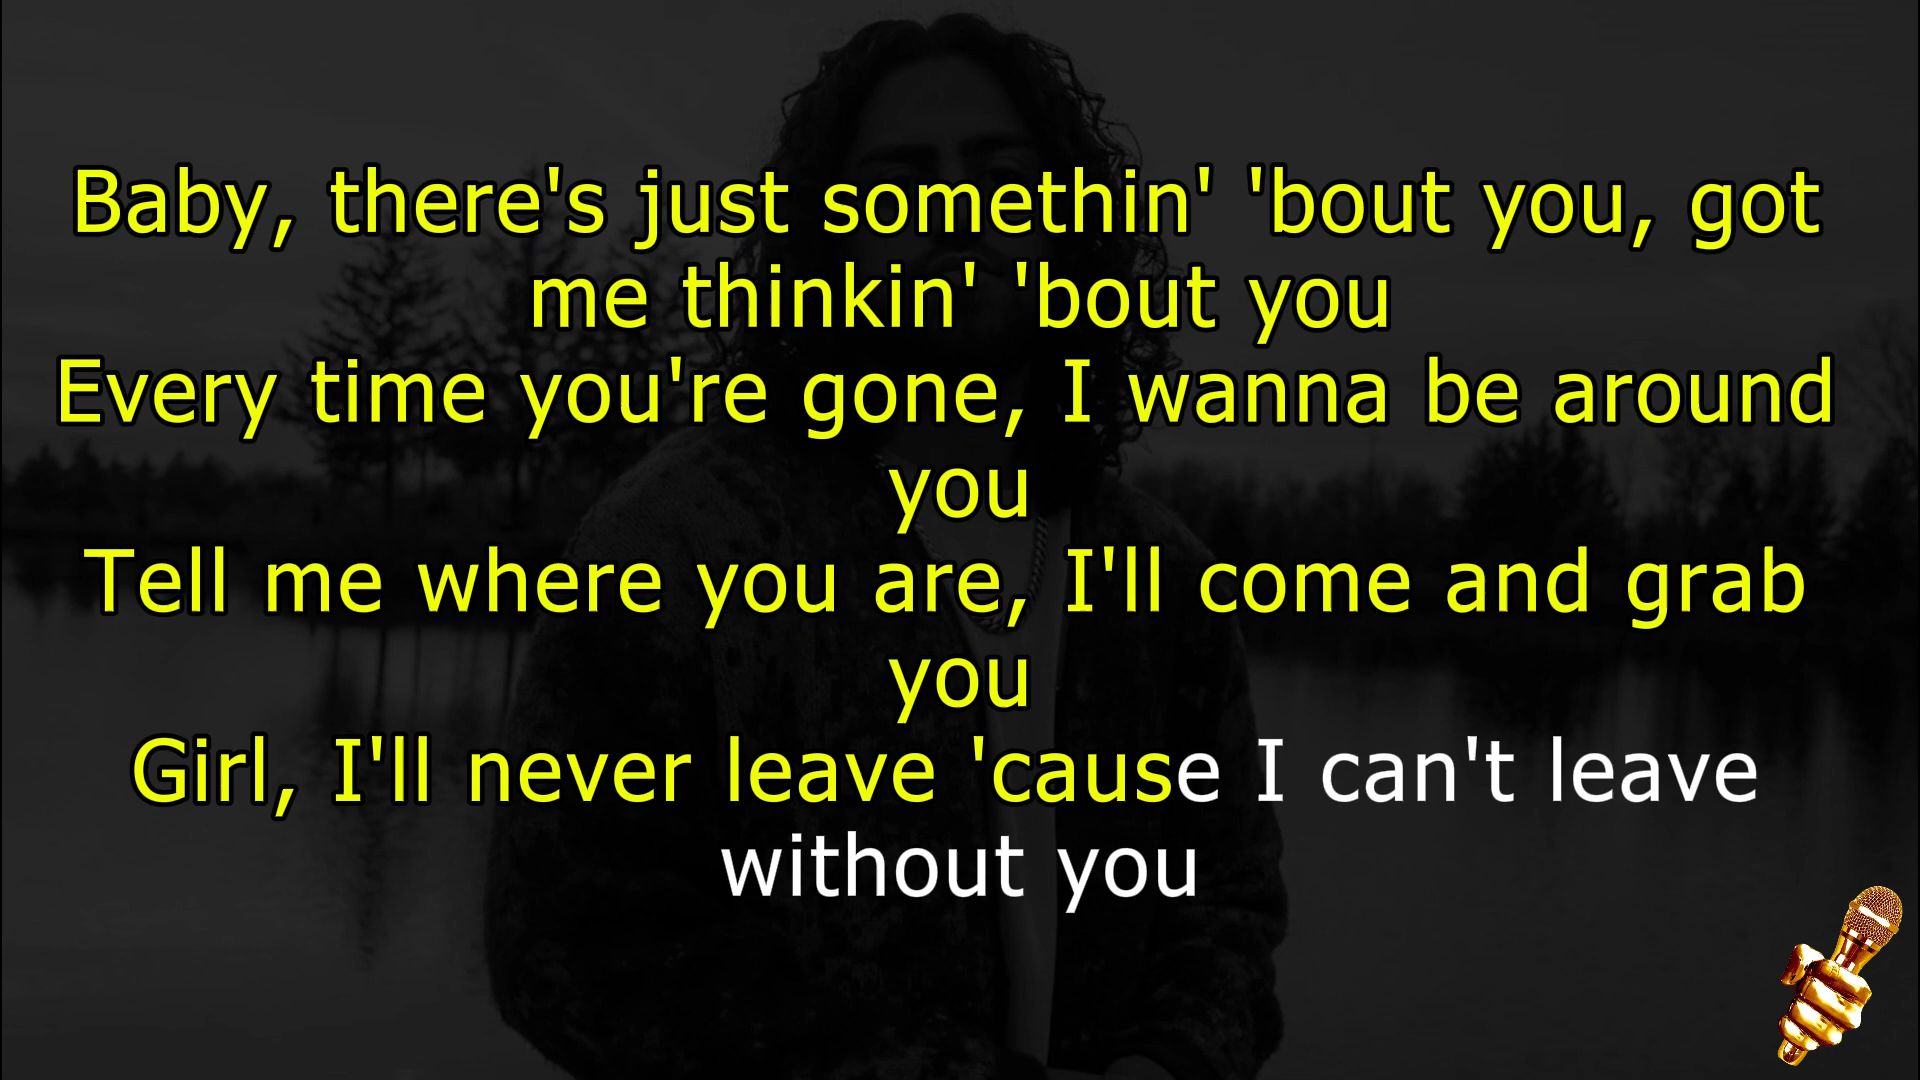 Baby, there's just somethin' 'bout you, got
me thinkin' 'bout you
Every time you're gone, I wanna be around
you
Tell me where you are, I'll come and grab
you
Girl, I'll never leave 'cause I can't leave
without you